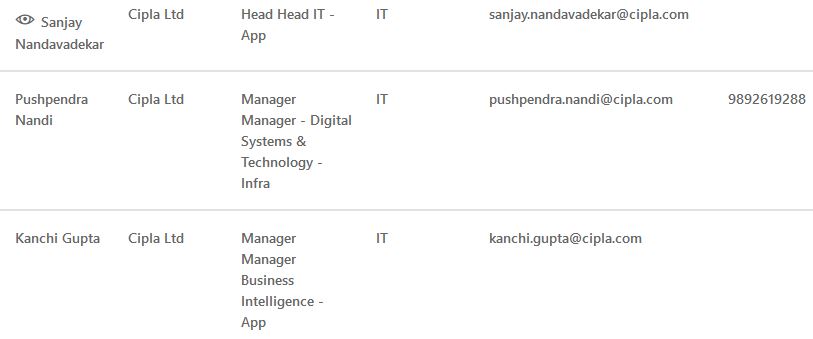 Sanjay Nandavadekar Cipla Ltd Head Head IT - App IT sanjay.nandavadekar@cipla.com
Pushpendra Nandi Cipla Ltd Manager Manager - Digital Systems & Technology - Infra IT pushpendra.nandi@cipla.com 9892619288
Kanchi Gupta Cipla Ltd Manager Manager Business Intelligence - App IT kanchi.gupta@cipla.com